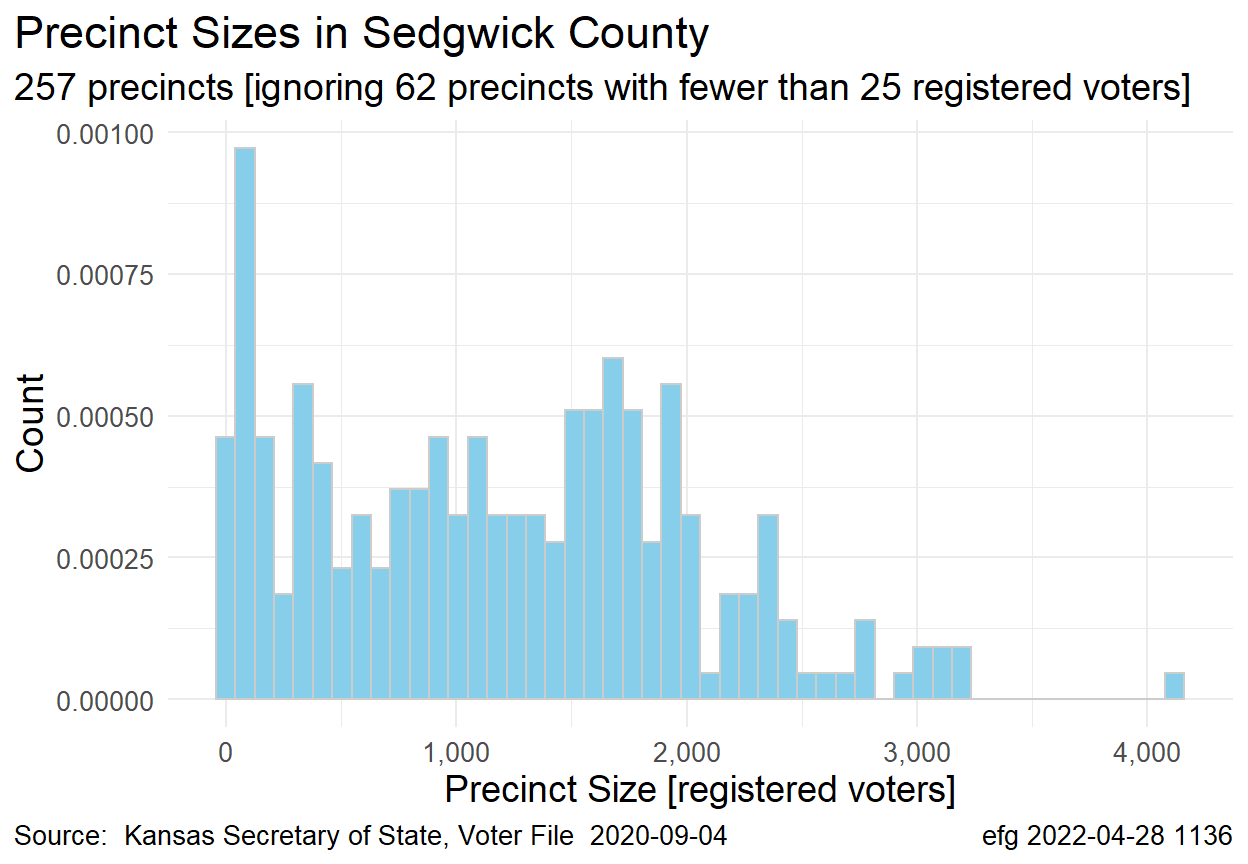 Precinct Sizes in Sedgwick County
257 precincts [ignoring 62 precincts with fewer than 25 registered voters]
0.00100
0.00075
0.00050
0.00025
0.00000
Count
0 1,000 2,000 3,000 4,000
Precinct Size [registered voters]
Source:  Kansas Secretary of State, Voter File  2020-09-04
efg 2022-04-28 1136